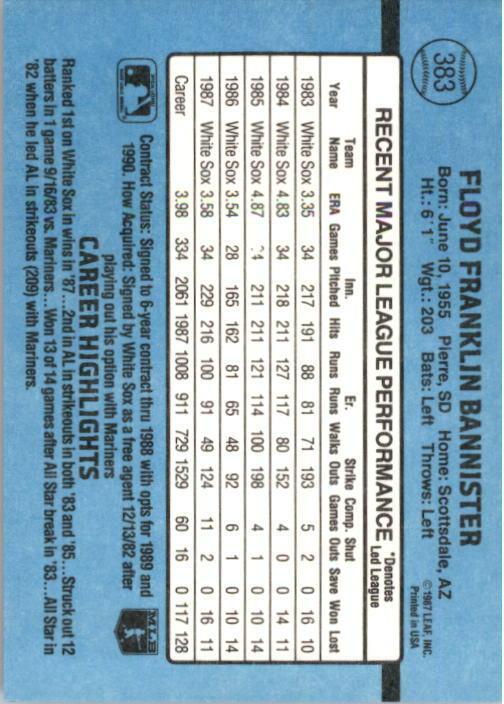 383
FLOYD FRANKLIN BANNISTER
Born: June 10, 1955 Pierre, SD Home: Scottsdale, AZ
Ht.: 6'1" Wgt.: 203 Bats: Left Throws: Left
©1987 LEAF, INC.
Printed in USA
RECENT MAJOR LEAGUE PERFORMANCE *Denotes Led League
Year Team Name ERA Games Inn. Pitched Hits Runs Er. Runs Walks Strike Outs Comp. Games Shut Outs Save Won Lost
1983 White Sox 3.35 34 217 191 88 81 71 193 5 2 0 16 10
1984 White Sox 4.83 34 218 211 127 117 80 152 4 0 0 14 11
1985 White Sox 4.87 211 211 121 114 100 198 4 1 0 10 14
1986 White Sox 3.54 28 165 162 81 65 48 92 6 1 0 10 14
1987 White Sox 3.58 34 229 216 100 91 49 124 11 2 0 16 11
Career 3.98 334 2061 1987 1008 911 729 1529 60 16 0 117 128
Contract Status: Signed to 6-year contract thru 1988 with opts for 1989 and
1990. How Acquired: Signed by White Sox as a free agent 12/13/82 after
playing out his option with Mariners
MLB
CAREER HIGHLIGHTS
Ranked 1st on White Sox in wins in '87...2nd in AL in strikeouts in both '83 and '85...Struck out 12
batters in 1 game 9/16/83 vs. Mariners...Won 13 of 14 games after All Star break in '83...All Star in
'82 when he led AL in strikeouts (209) with Mariners.